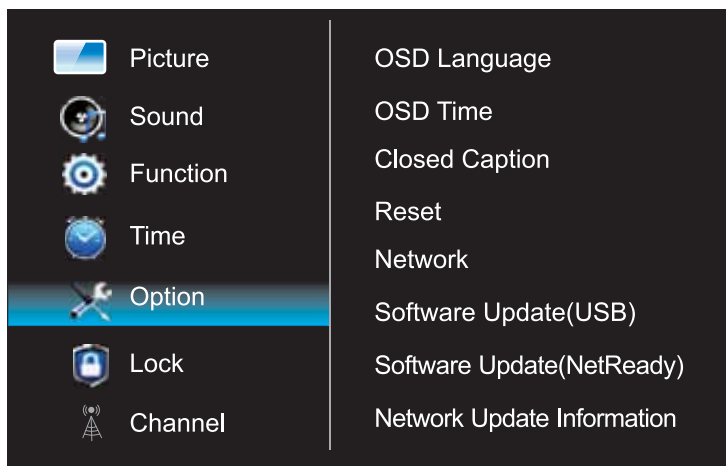 Picture
Sound
Function
Time
Option
Lock
Channel
OSD Language
OSD Time
Closed Caption
Reset
Network
Software Update(USB)
Software Update(NetReady)
Network Update Information